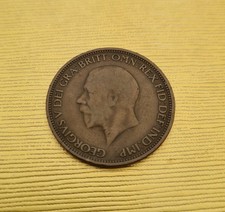 GEORGIVS V DEI GRA BRITT OMN REX FID DEF IND IMP